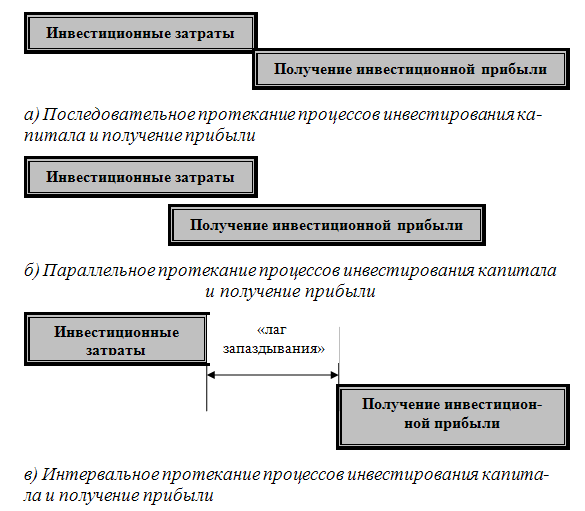 Инвестиционные затраты
Получение инвестиционной прибыли
а) Последовательное протекание процессов инвестирования ка-
питала и получение прибыли
Инвестиционные затраты
Получение инвестиционной прибыли
б) Параллельное протекание процессов инвестирования капитала
и получение прибыли
Инвестиционные
затраты
«лаг
запаздывания»
Получение инвестицион-
ной прибыли
в) Интервальное протекание процессов инвестирования капита-
ла и получение прибыли